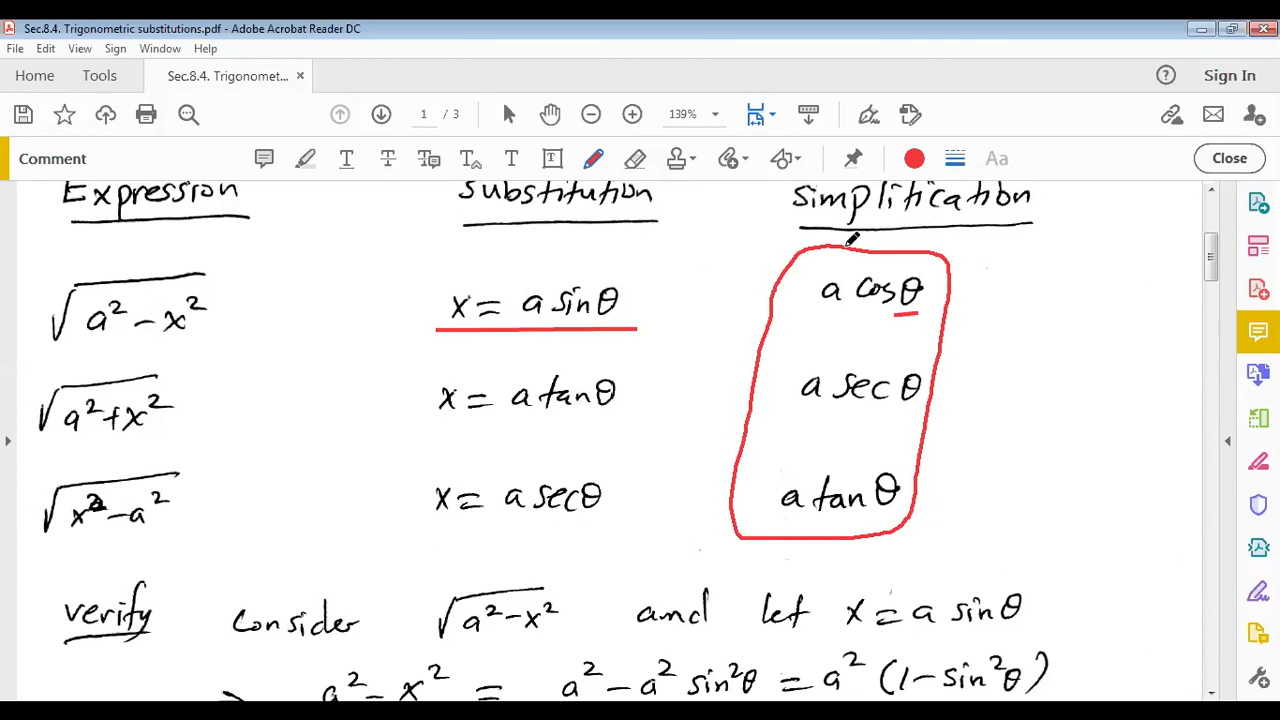 Sec.8.4. Trigonometric substitutions.pdf - Adobe Acrobat Reader DC
File Edit View Sign Window Help
Home Tools Sec.8.4. Trigonomet... × Sign In
1 / 3 139%
Comment Aa Close
Expression Substitution Simplification
√(a² - x²) x = a sinθ a cosθ
√(a² + x²) x = a tanθ a sec θ
√(x² - a²) x = a secθ a tan θ
verify consider √(a² - x²) and let x = a sinθ
a² - x² = a² - a² sin²θ = a² (1 - sin²θ)